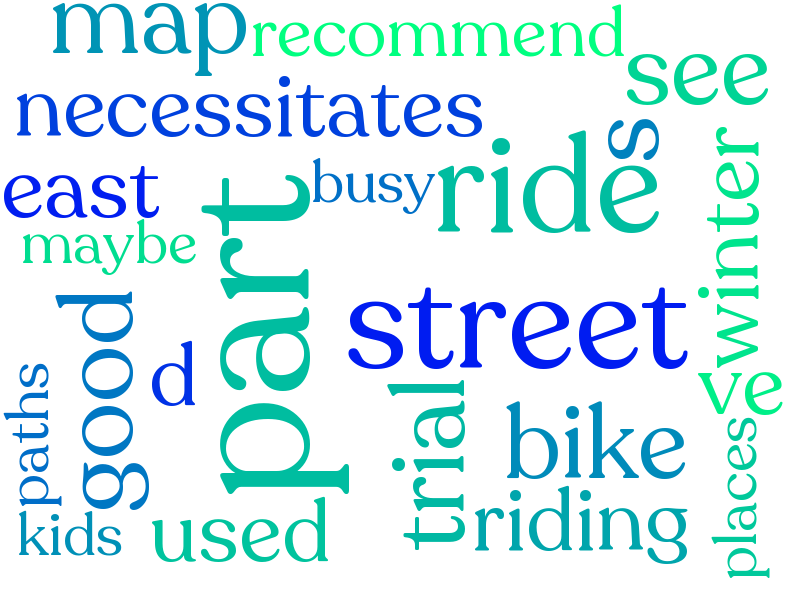 map
recommend
see
necessitates
s
busy
ride
east
winter
maybe
part
street
good
d
paths
trial
ve
bike
places
kids
used
riding